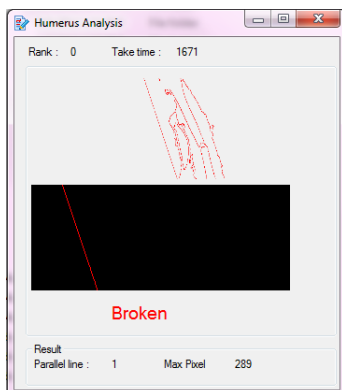 Humerus Analysis
Rank : 0 Take time : 1671
Broken
Result
Parallel line : 1 Max Pixel 289